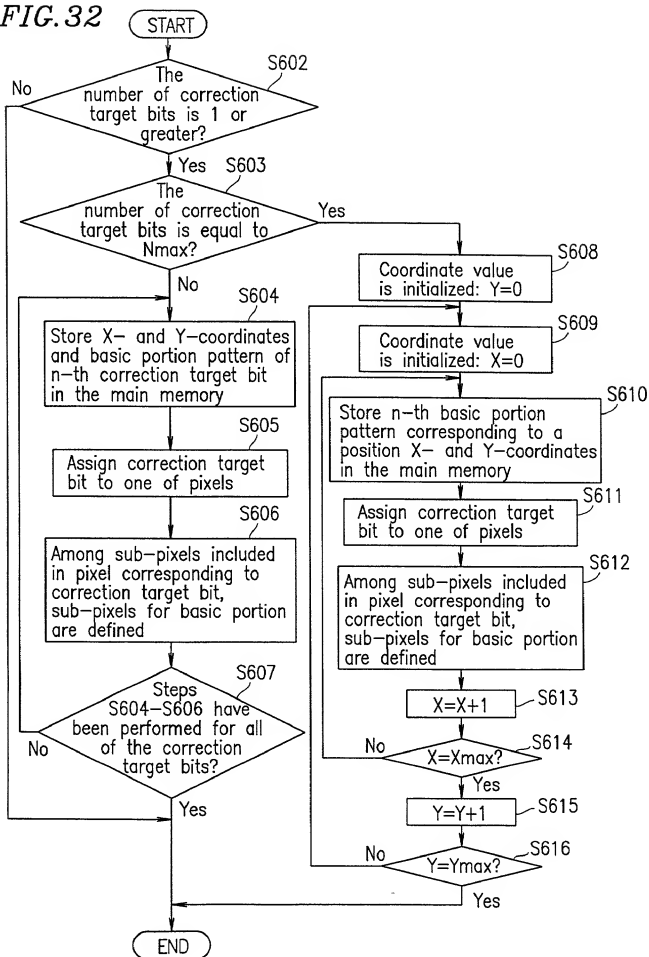 FIG.32
START
S602
The
number of correction
target bits is 1 or
greater?
No
Yes
S603
The
number of correction
target bits is equal to
Nmax?
Yes
No
S604
Store X- and Y-coordinates
and basic portion pattern of
n-th correction target bit
in the main memory
S605
Assign correction target
bit to one of pixels
S606
Among sub-pixels included
in pixel corresponding to
correction target bit,
sub-pixels for basic portion
are defined
S607
Steps
S604-S606 have
been performed for all
of the correction
target bits?
No
Yes
S608
Coordinate value
is initialized: Y=0
S609
Coordinate value
is initialized: X=0
S610
Store n-th basic portion
pattern corresponding to a
position X- and Y-coordinates
in the main memory
S611
Assign correction target
bit to one of pixels
S612
Among sub-pixels included
in pixel corresponding to
correction target bit,
sub-pixels for basic portion
are defined
S613
X=X+1
S614
X=Xmax?
No
Yes
S615
Y=Y+1
S616
Y=Ymax?
No
Yes
END